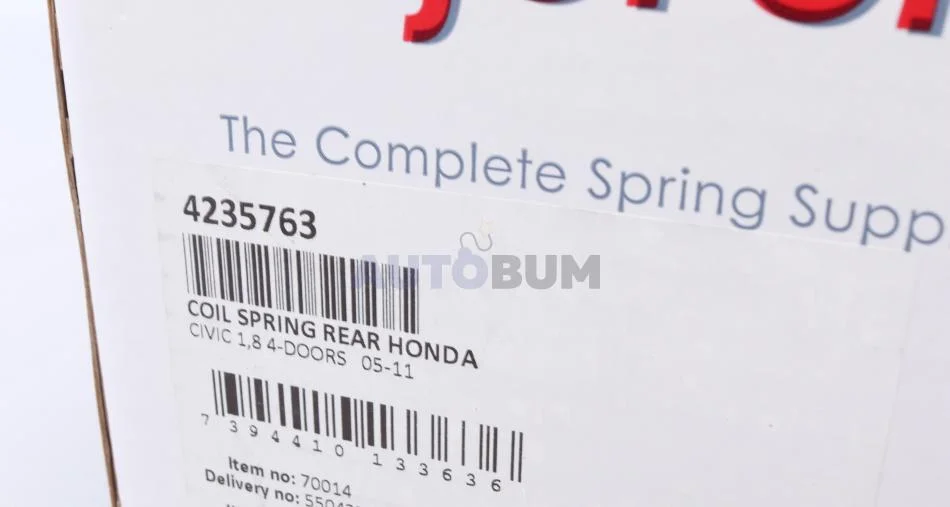 The Complete Spring Supp
4235763
AUTOBUM
COIL SPRING REAR HONDA
CIVIC 1,8 4-DOORS 05-11
7 394410 133636
Item no: 70014
Delivery no: